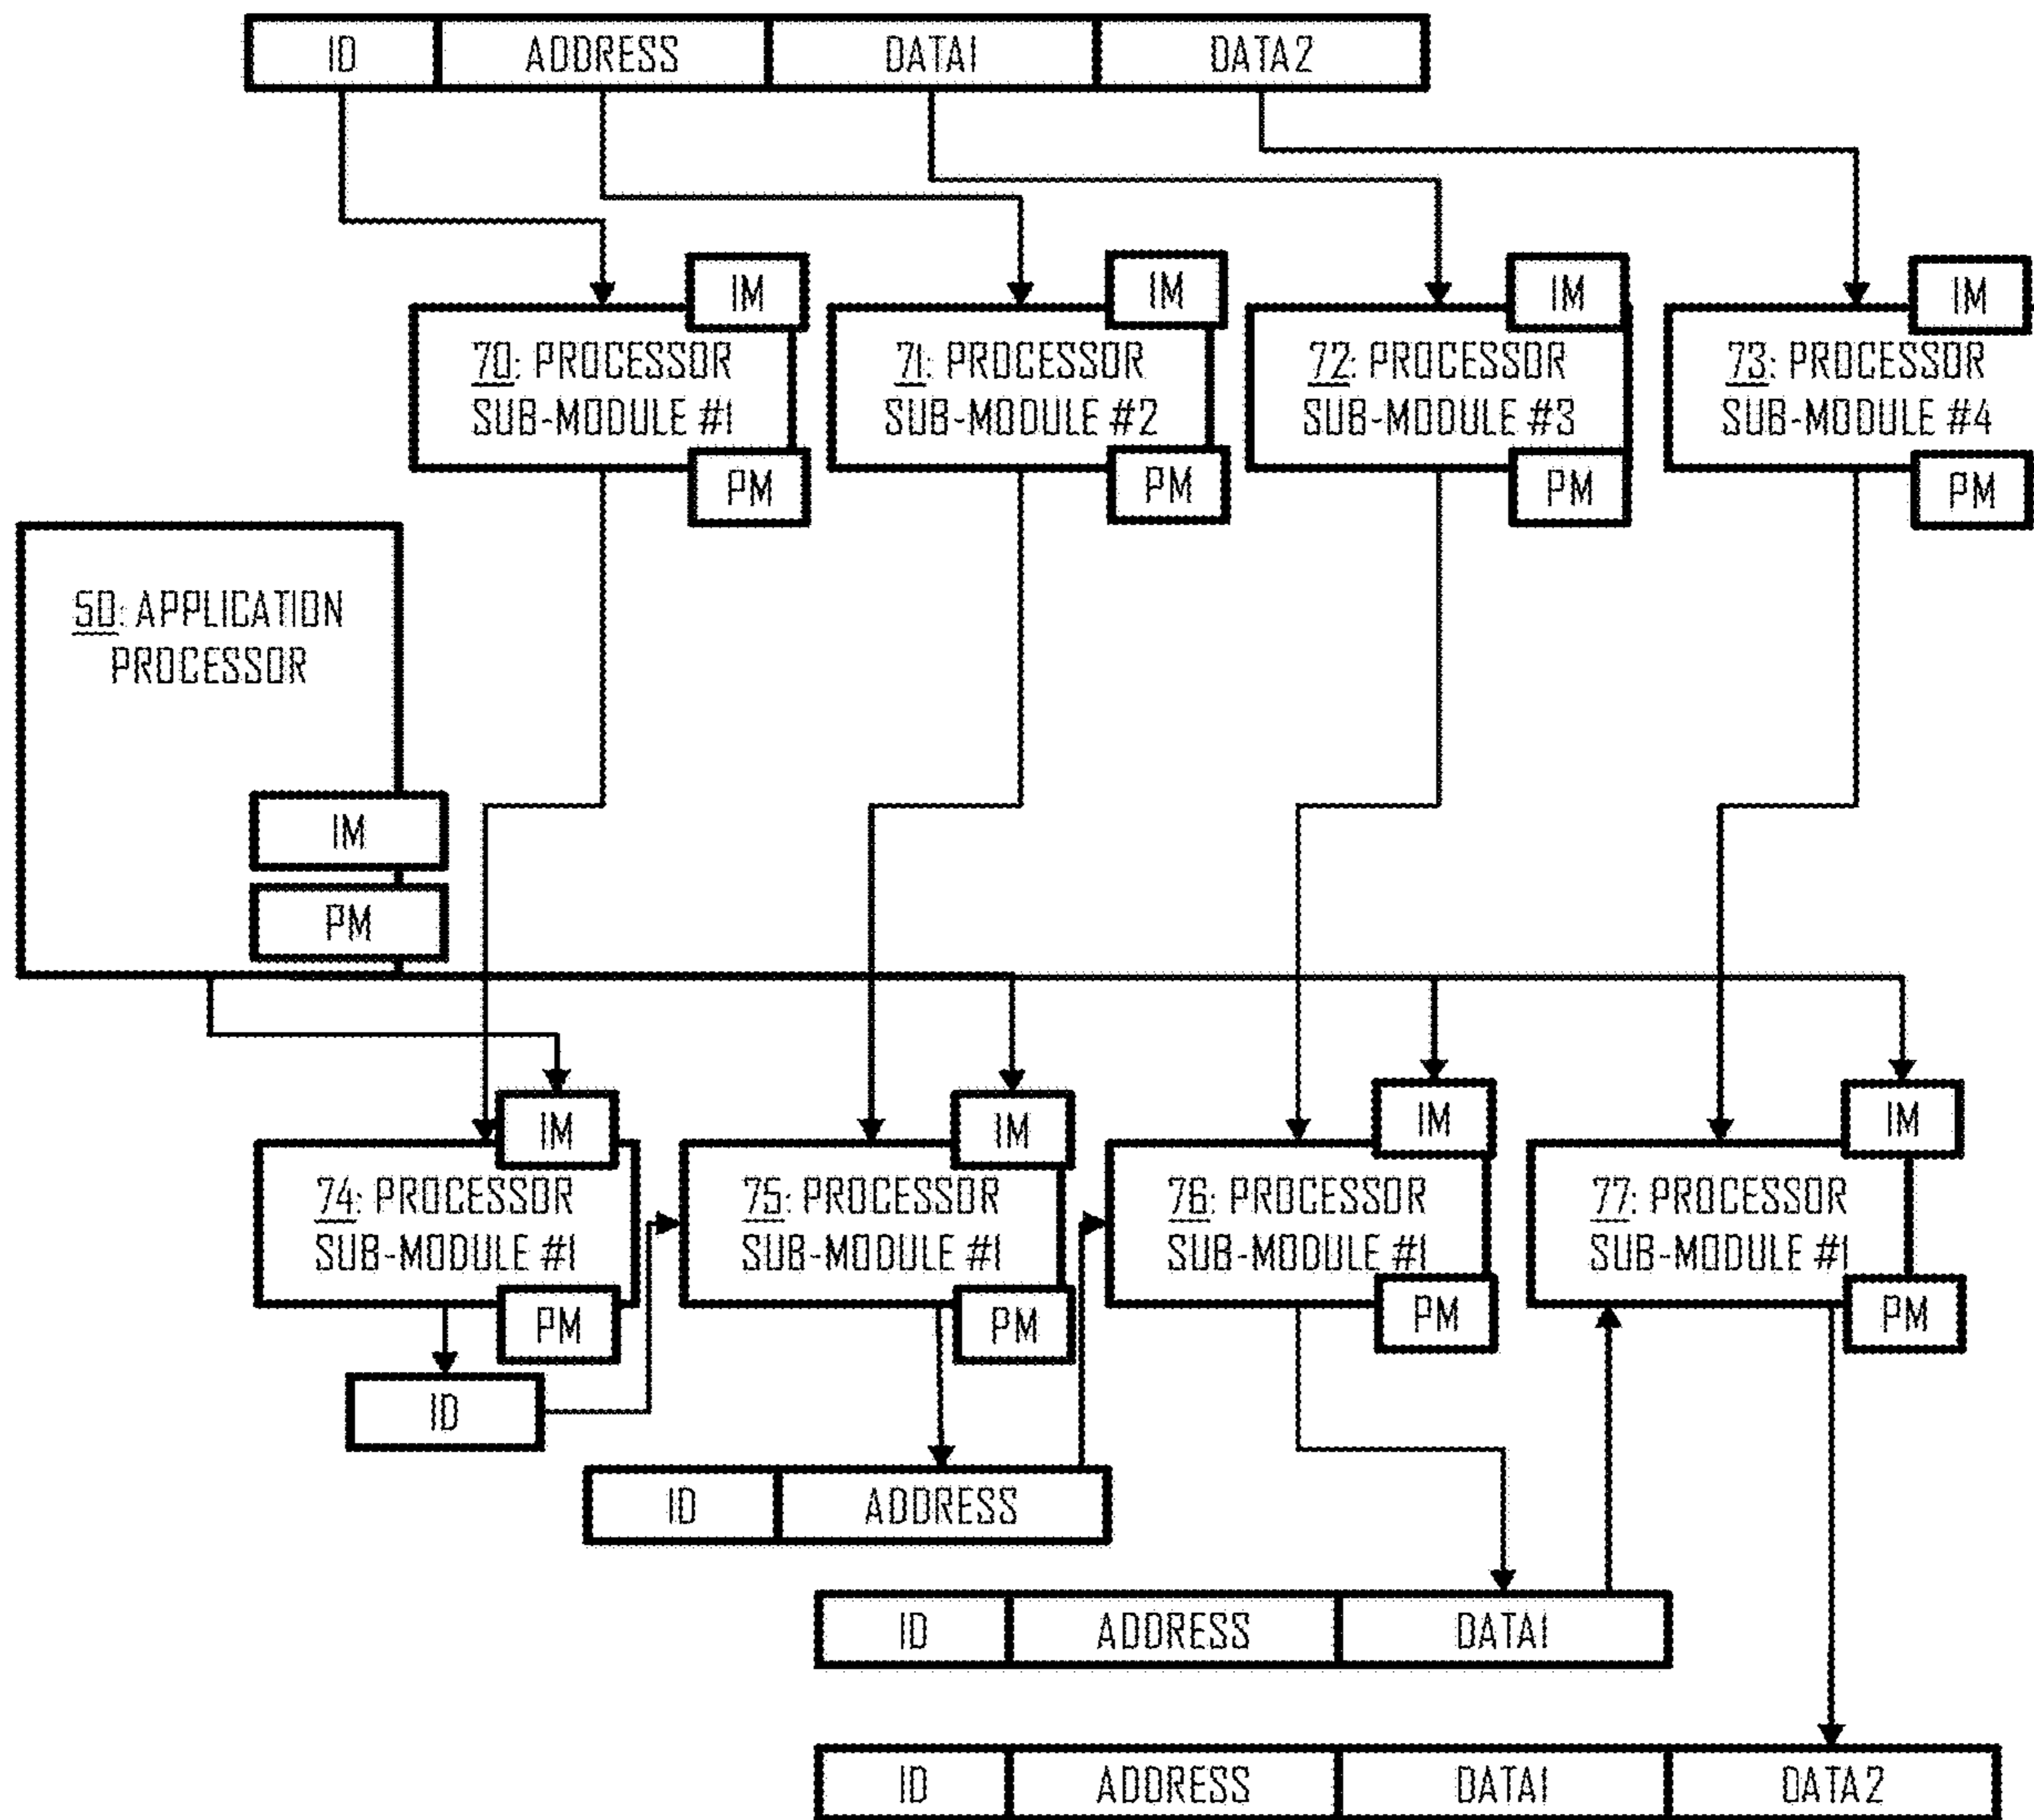 ID ADDRESS DATA1 DATA2
IM
IM
IM
IM
70: PROCESSOR
SUB-MODULE #1
71: PROCESSOR
SUB-MODULE #2
72: PROCESSOR
SUB-MODULE #3
73: PROCESSOR
SUB-MODULE #4
PM
PM
PM
PM
50: APPLICATION
PROCESSOR
IM
PM
IM
IM
IM
IM
74: PROCESSOR
SUB-MODULE #1
75: PROCESSOR
SUB-MODULE #1
76: PROCESSOR
SUB-MODULE #1
77: PROCESSOR
SUB-MODULE #1
PM
PM
PM
PM
ID
ID ADDRESS
ID ADDRESS DATA1
ID ADDRESS DATA1 DATA2